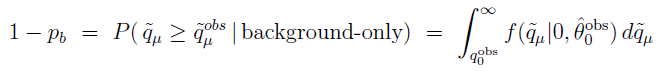 1 − p_b = P( q̃_μ ≥ q̃_μ^{obs} | background-only) = ∫_{q_0^{obs}}^{∞} f(q̃_μ|0, θ̂_0^{obs}) dq̃_μ